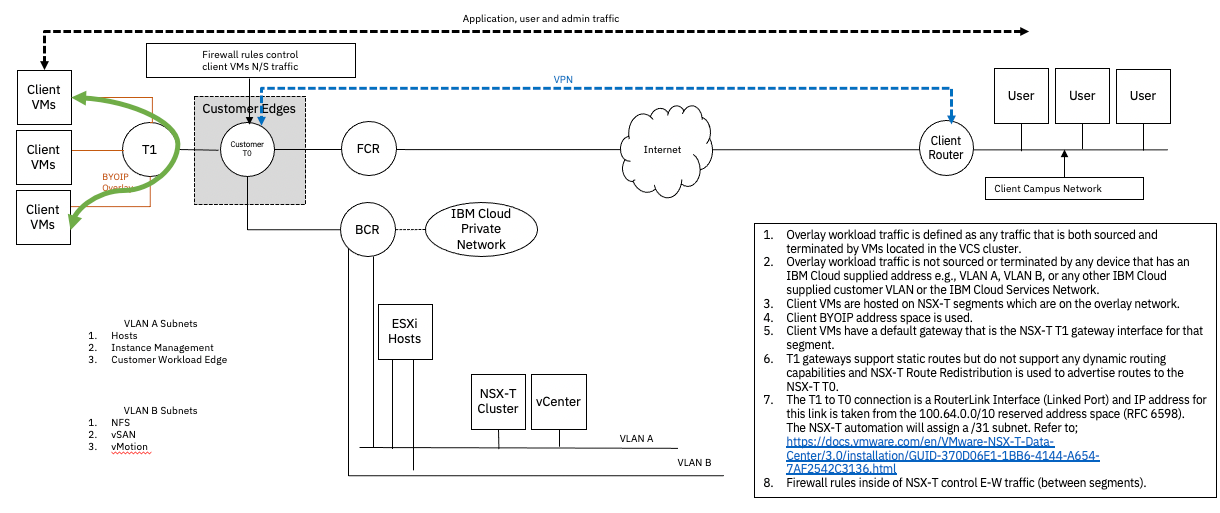 Application, user and admin traffic
Firewall rules control
client VMs N/S traffic
VPN
Client
VMs
Client
VMs
Client
VMs
BYOIP
Overlay
T1
Customer Edges
Customer
T0
FCR
Internet
Client
Router
User
User
User
Client Campus Network
BCR
IBM Cloud
Private
Network
ESXi
Hosts
NSX-T
Cluster
vCenter
VLAN A
VLAN B
VLAN A Subnets
1. Hosts
2. Instance Management
3. Customer Workload Edge
VLAN B Subnets
1. NFS
2. vSAN
3. vMotion
1. Overlay workload traffic is defined as any traffic that is both sourced and
terminated by VMs located in the VCS cluster.
2. Overlay workload traffic is not sourced or terminated by any device that has an
IBM Cloud supplied address e.g., VLAN A, VLAN B, or any other IBM Cloud
supplied customer VLAN or the IBM Cloud Services Network.
3. Client VMs are hosted on NSX-T segments which are on the overlay network.
4. Client BYOIP address space is used.
5. Client VMs have a default gateway that is the NSX-T T1 gateway interface for that
segment.
6. T1 gateways support static routes but do not support any dynamic routing
capabilities and NSX-T Route Redistribution is used to advertise routes to the
NSX-T T0.
7. The T1 to T0 connection is a RouterLink Interface (Linked Port) and IP address for
this link is taken from the 100.64.0.0/10 reserved address space (RFC 6598).
The NSX-T automation will assign a /31 subnet. Refer to;
https://docs.vmware.com/en/VMware-NSX-T-Data-
Center/3.0/installation/GUID-370D06E1-1BB6-4144-A654-
7AF2542C3136.html
8. Firewall rules inside of NSX-T control E-W traffic (between segments).